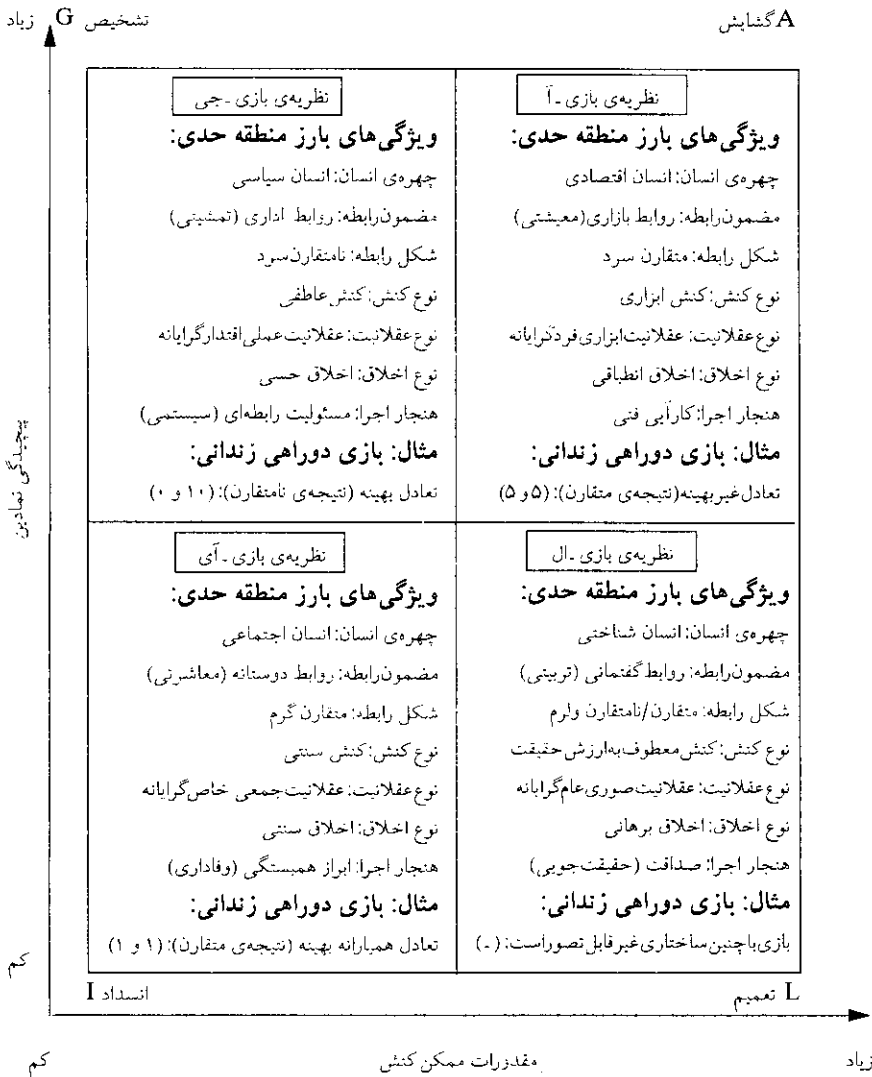 A گشایش
تشخیص G زیاد
نظریه‌ی بازی ـ آ
ویژگی‌های بارز منطقه حدی:
چهره‌ی انسان: انسان اقتصادی
مضمون رابطه: روابط بازاری (معیشتی)
شکل رابطه: متقارن سرد
نوع کنش: کنش ابزاری
نوع عقلانیت: عقلانیت ابزاری فردگرایانه
نوع اخلاق: اخلاق انطباقی
هنجار اجرا: کارآیی فنی
مثال: بازی دوراهی زندانی:
تعادل غیربهینه (نتیجه‌ی متقارن): (۵ و ۵)
نظریه‌ی بازی ـ جی
ویژگی‌های بارز منطقه حدی:
چهره‌ی انسان: انسان سیاسی
مضمون رابطه: روابط اداری (تمشیتی)
شکل رابطه: نامتقارن سرد
نوع کنش: کنش عاطفی
نوع عقلانیت: عقلانیت عملی اقتدارگرایانه
نوع اخلاق: اخلاق حسی
هنجار اجرا: مسئولیت رابطه‌ای (سیستمی)
مثال: بازی دوراهی زندانی:
تعادل بهینه (نتیجه‌ی نامتقارن): (۱۰ و ۰)
پیچیدگی نمادین
نظریه‌ی بازی ـ ال
ویژگی‌های بارز منطقه حدی:
چهره‌ی انسان: انسان شناختی
مضمون رابطه: روابط گفتمانی (تربیتی)
شکل رابطه: متقارن/نامتقارن ولرم
نوع کنش: کنش معطوف به ارزش حقیقت
نوع عقلانیت: عقلانیت صوری عام‌گرایانه
نوع اخلاق: اخلاق برهانی
هنجار اجرا: صداقت (حقیقت‌جویی)
مثال: بازی دوراهی زندانی:
بازی با چنین ساختاری غیر قابل تصور است: (ـ)
نظریه‌ی بازی ـ آی
ویژگی‌های بارز منطقه حدی:
چهره‌ی انسان: انسان اجتماعی
مضمون رابطه: روابط دوستانه (معاشرتی)
شکل رابطه: متقارن گرم
نوع کنش: کنش سنتی
نوع عقلانیت: عقلانیت جمعی خاص‌گرایانه
نوع اخلاق: اخلاق سنتی
هنجار اجرا: ابراز همبستگی (وفاداری)
مثال: بازی دوراهی زندانی:
تعادل همیارانه بهینه (نتیجه‌ی متقارن): (۱ و ۱)
کم
L تعمیم
انسداد I
زیاد
مقدورات ممکن کنش
کم